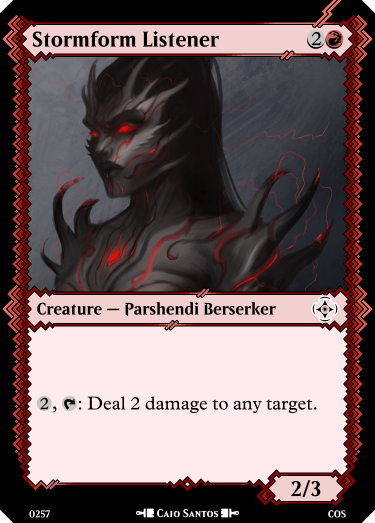 Stormform Listener 2
Creature — Parshendi Berserker
2, : Deal 2 damage to any target.
2/3
0257 Caio Santos COS